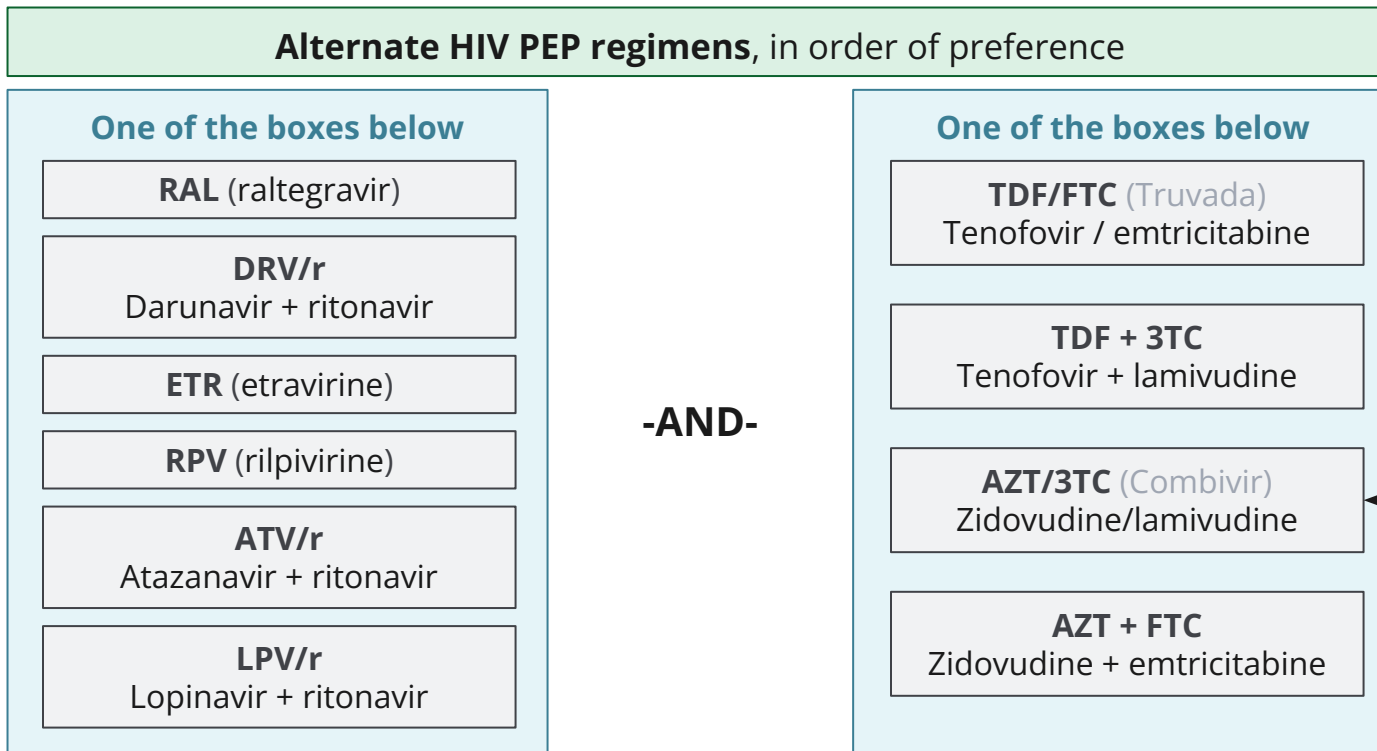 Alternate HIV PEP regimens, in order of preference
One of the boxes below
RAL (raltegravir)
DRV/r
Darunavir + ritonavir
ETR (etravirine)
RPV (rilpivirine)
ATV/r
Atazanavir + ritonavir
LPV/r
Lopinavir + ritonavir
-AND-
One of the boxes below
TDF/FTC (Truvada)
Tenofovir / emtricitabine
TDF + 3TC
Tenofovir + lamivudine
AZT/3TC (Combivir)
Zidovudine/lamivudine
AZT + FTC
Zidovudine + emtricitabine